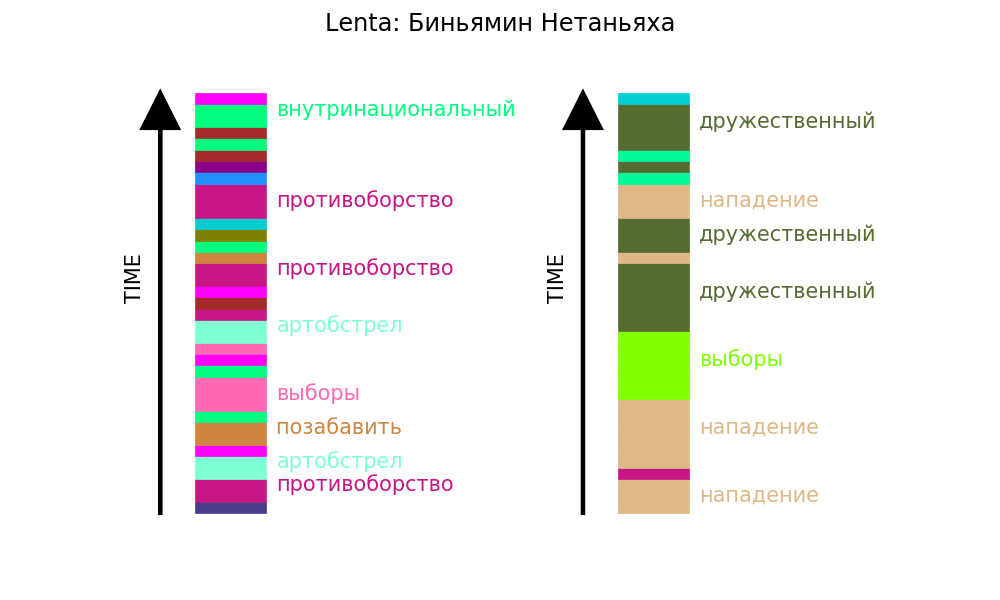 Lenta: Биньямин Нетаньяха
TIME
внутринациональный
противоборство
противоборство
артобстрел
выборы
позабавить
артобстрел
противоборство
TIME
дружественный
нападение
дружественный
дружественный
выборы
нападение
нападение